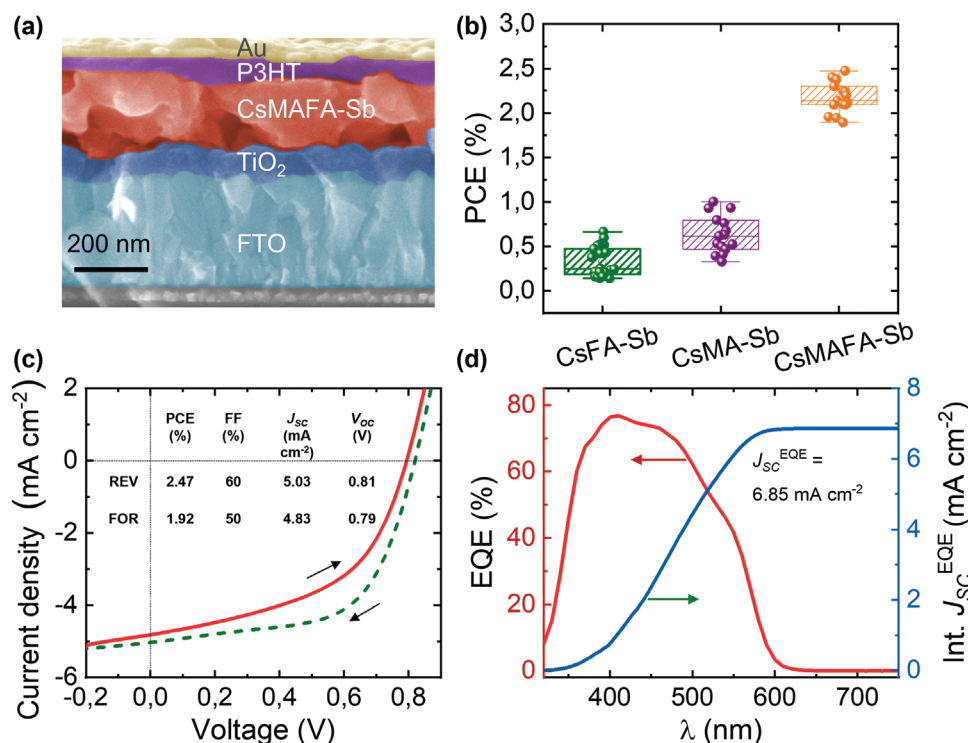 (a)
Au
P3HT
CsMAFA-Sb
TiO2
FTO
200 nm
(b)
PCE (%)
3,0
2,5
2,0
1,5
1,0
0,5
0,0
CsFA-Sb
CsMA-Sb
CsMAFA-Sb
(c)
Current density (mA cm-2)
2
0
-2
-4
-6
PCE FF JSC VOC
(%) (%) (mA (V)
cm-2)
REV 2.47 60 5.03 0.81
FOR 1.92 50 4.83 0.79
-0,2 0,0 0,2 0,4 0,6 0,8
Voltage (V)
(d)
EQE (%)
80
60
40
20
0
JSC EQE =
6.85 mA cm-2
400 500 600 700
λ (nm)
8
6
4
2
0
Int. JSC EQE (mA cm-2)